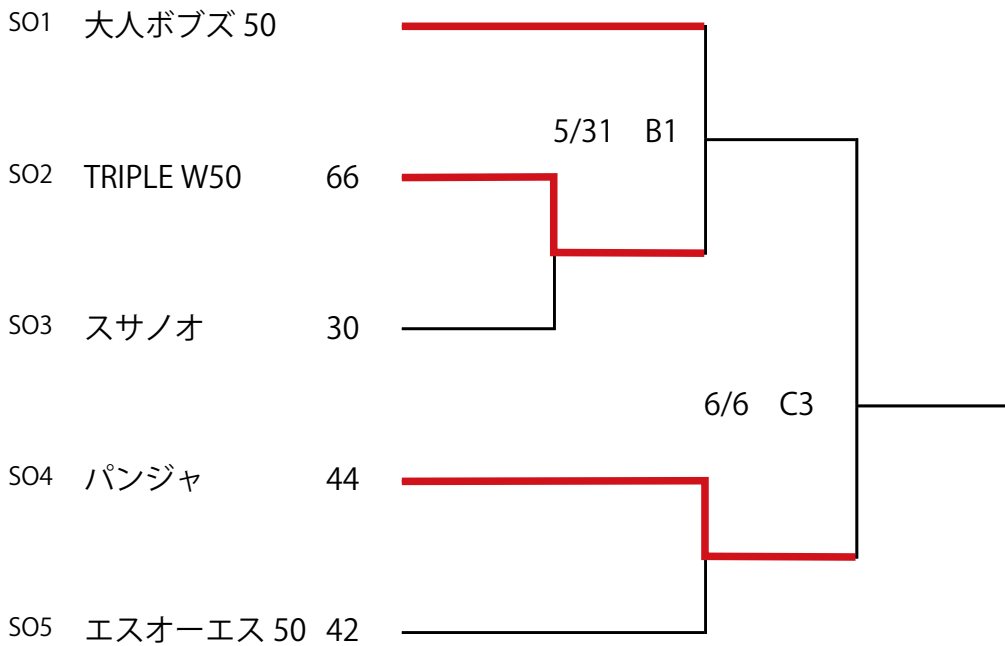 SO1 大人ボブズ 50
5/31 B1
SO2 TRIPLE W50 66
SO3 スサノオ 30
6/6 C3
SO4 パンジャ 44
SO5 エスオーエス 50 42